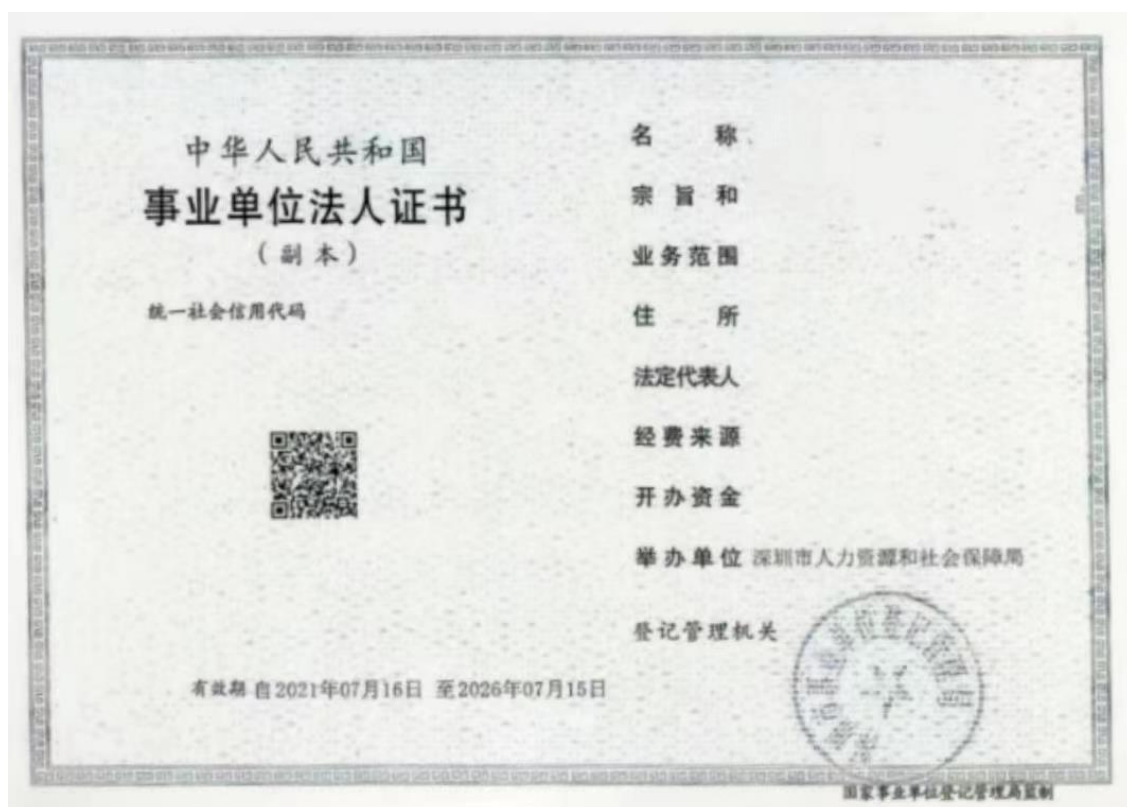 中华人民共和国
事业单位法人证书
（副本）
统一社会信用代码
有效期 自2021年07月16日 至2026年07月15日
名 称
宗旨和
业务范围
住 所
法定代表人
经费来源
开办资金
举办单位 深圳市人力资源和社会保障局
登记管理机关
国家事业单位登记管理局监制